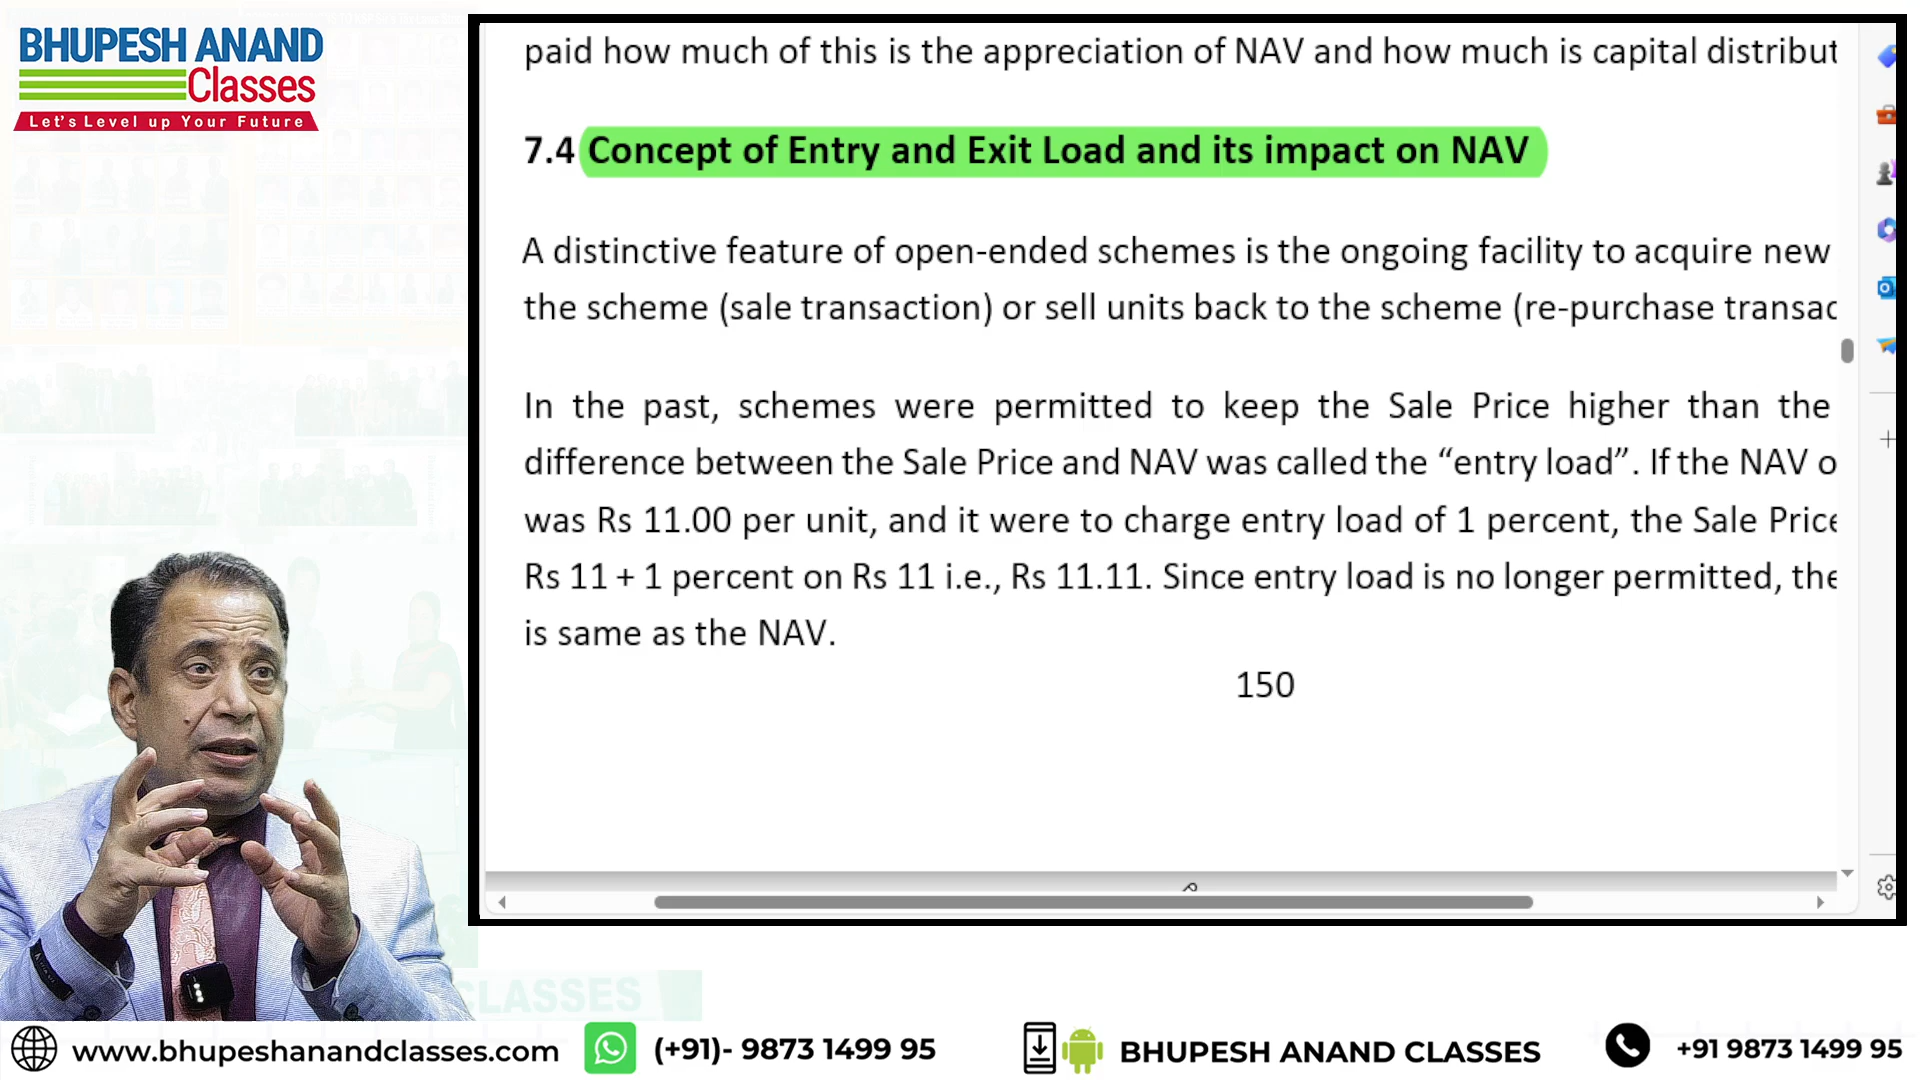 BHUPESH ANAND
Classes
Let's Level up Your Future
paid how much of this is the appreciation of NAV and how much is capital distribut
7.4 Concept of Entry and Exit Load and its impact on NAV
A distinctive feature of open-ended schemes is the ongoing facility to acquire new
the scheme (sale transaction) or sell units back to the scheme (re-purchase transac
In the past, schemes were permitted to keep the Sale Price higher than the
difference between the Sale Price and NAV was called the “entry load”. If the NAV o
was Rs 11.00 per unit, and it were to charge entry load of 1 percent, the Sale Price
Rs 11 + 1 percent on Rs 11 i.e., Rs 11.11. Since entry load is no longer permitted, the
is same as the NAV.
150
CLASSES
www.bhupeshanandclasses.com
(+91)- 9873 1499 95
BHUPESH ANAND CLASSES
+91 9873 1499 95